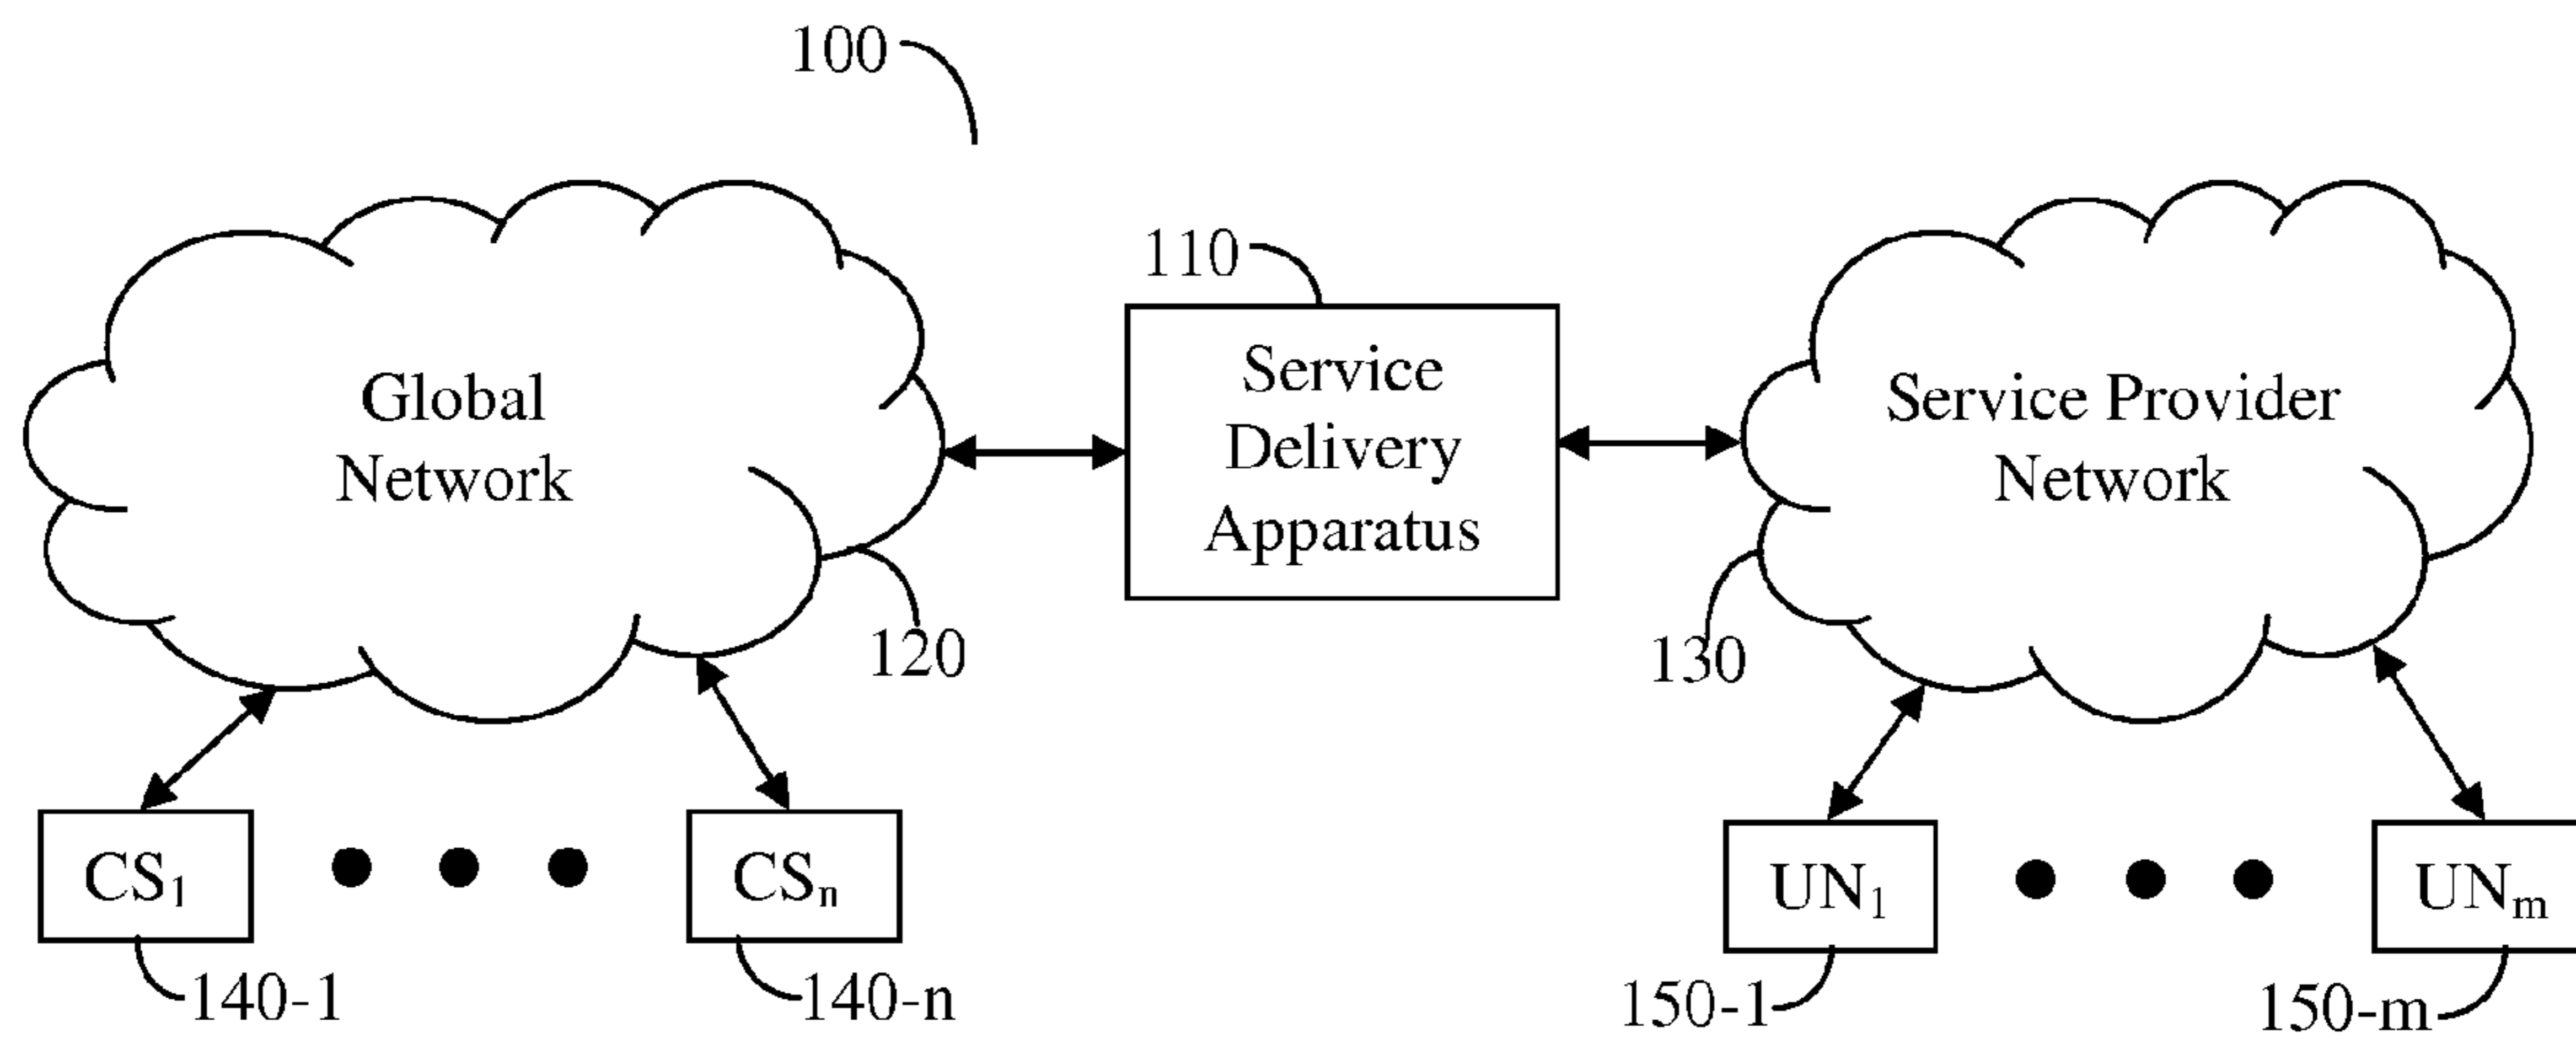 100
110
Global
Network
Service
Delivery
Apparatus
Service Provider
Network
120
130
CS1
CSn
UN1
UNm
140-1
140-n
150-1
150-m